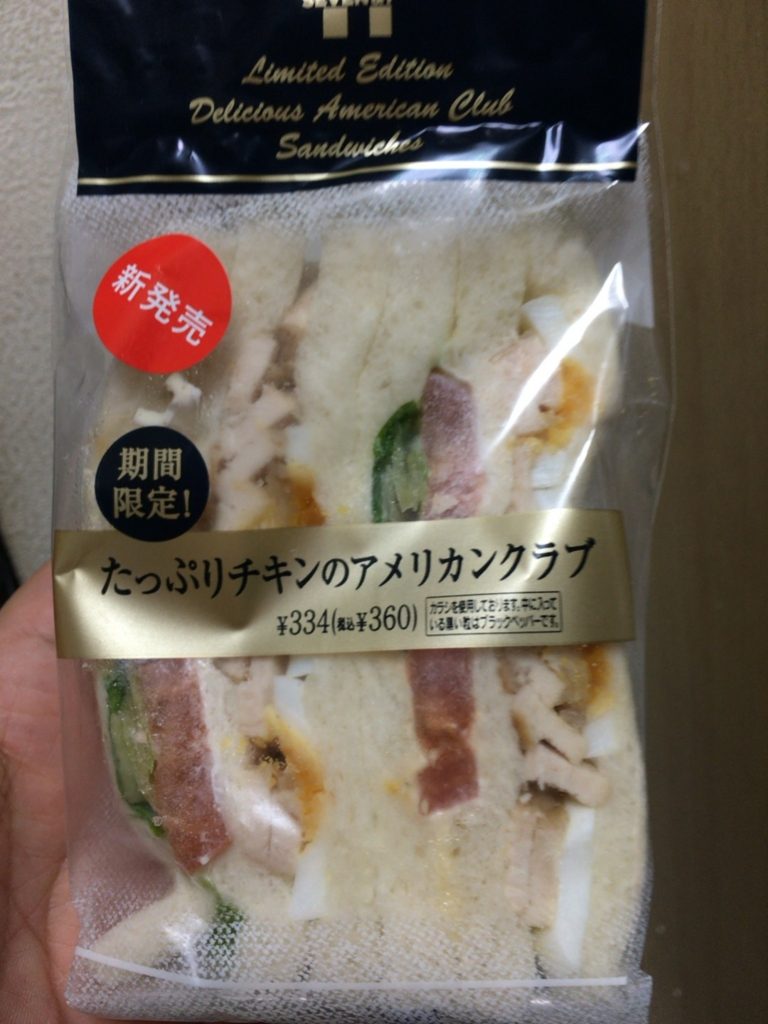 Limited Edition
Delicious American Club
Sandwiches
新発売
期間
限定!
たっぷりチキンのアメリカンクラブ
¥334(税込¥360)
カラシを使用しております。中に入って
いる黒い粒はブラックペッパーです。